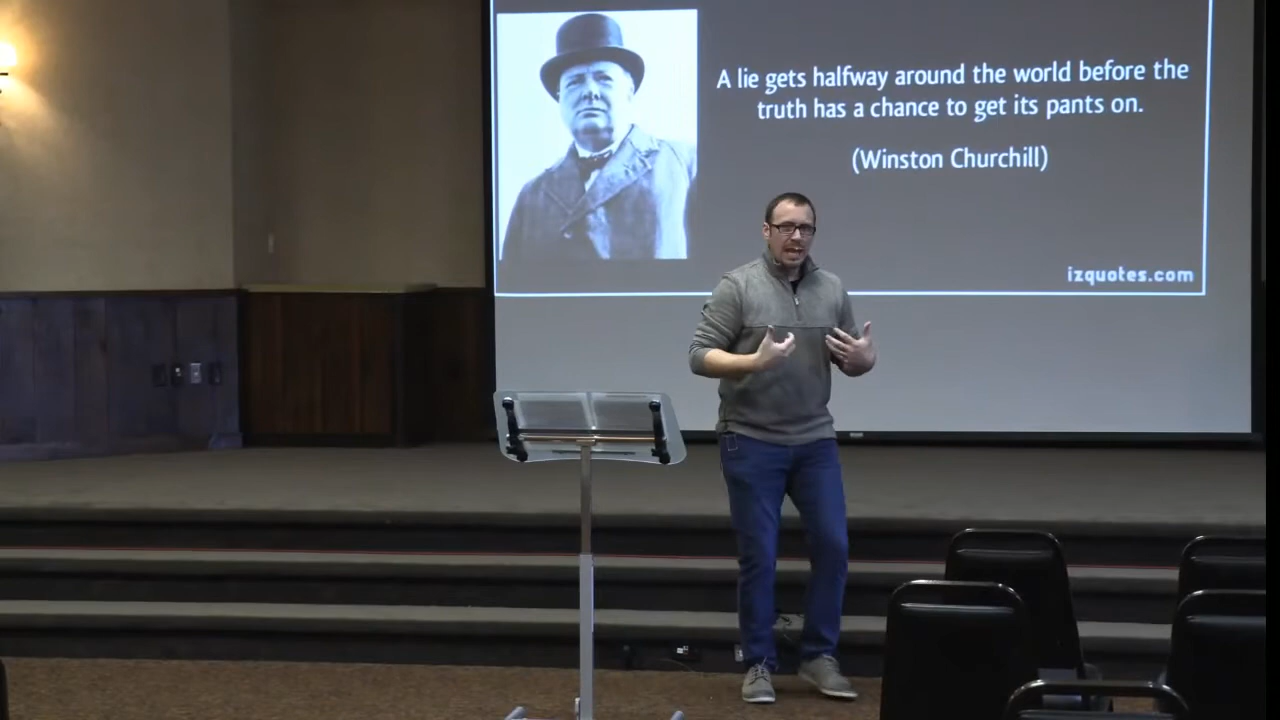 A lie gets halfway around the world before the
truth has a chance to get its pants on.
(Winston Churchill)
izquotes.com